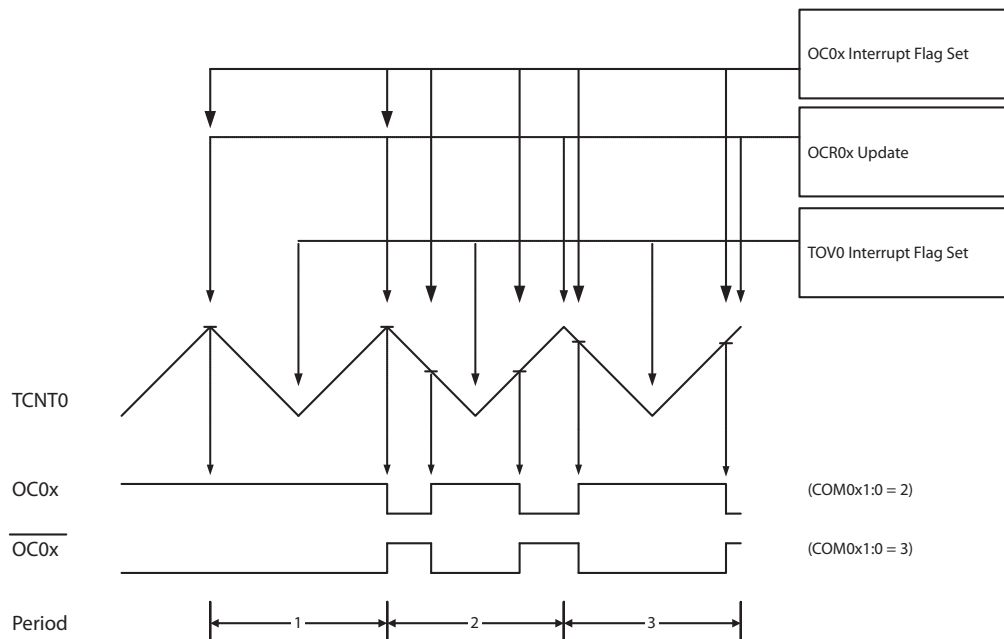 OC0x Interrupt Flag Set
OCR0x Update
TOV0 Interrupt Flag Set
TCNT0
OC0x
(COM0x1:0 = 2)
OC0x
(COM0x1:0 = 3)
Period
1
2
3